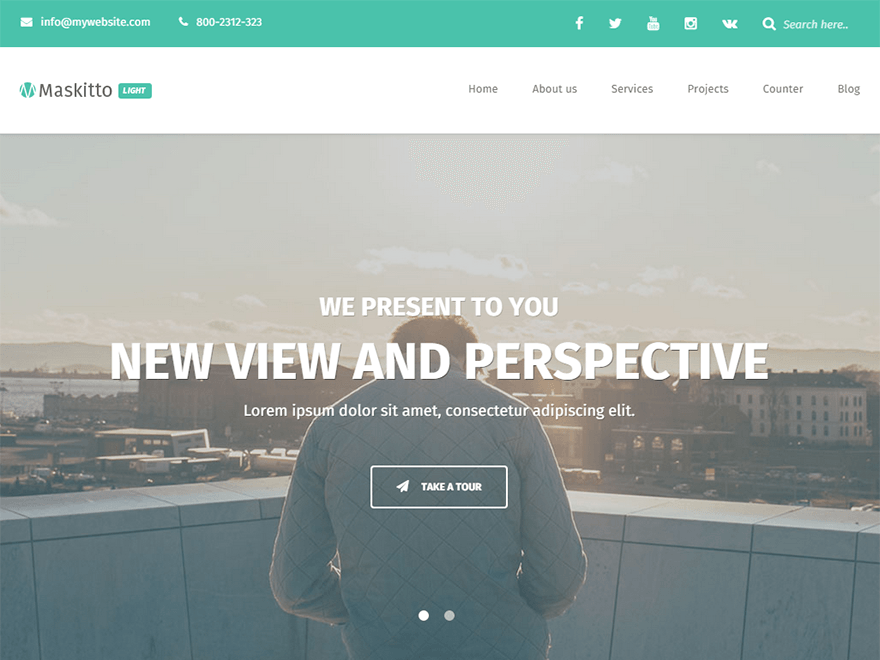 info@mywebsite.com 800-2312-323 Search here..
Maskitto LIGHT Home About us Services Projects Counter Blog
WE PRESENT TO YOU
NEW VIEW AND PERSPECTIVE
Lorem ipsum dolor sit amet, consectetur adipiscing elit.
TAKE A TOUR